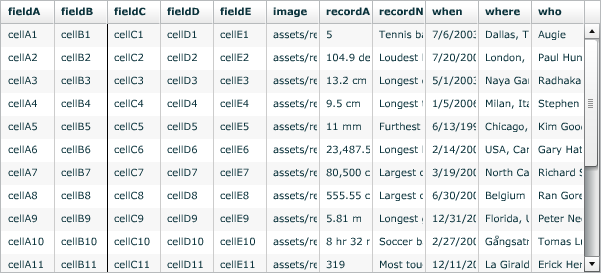 fieldA fieldB fieldC fieldD fieldE image recordA recordN when where who
cellA1 cellB1 cellC1 cellD1 cellE1 assets/re 5 Tennis ba 7/6/2003 Dallas, T Augie
cellA2 cellB2 cellC2 cellD2 cellE2 assets/re 104.9 de Loudest 7/20/200 London, Paul Hun
cellA3 cellB3 cellC3 cellD3 cellE3 assets/re 13.2 cm Longest 5/1/2003 Naya Gar Radhaka
cellA4 cellB4 cellC4 cellD4 cellE4 assets/re 9.5 cm Longest 1/5/2006 Milan, Ita Stephen
cellA5 cellB5 cellC5 cellD5 cellE5 assets/re 11 mm Furthest 6/13/199 Chicago, Kim Goo
cellA6 cellB6 cellC6 cellD6 cellE6 assets/re 23,487.5 Longest 2/14/200 USA, Can Gary Hat
cellA7 cellB7 cellC7 cellD7 cellE7 assets/re 80,500 c Largest 3/19/200 North Ca Richard S
cellA8 cellB8 cellC8 cellD8 cellE8 assets/re 555.55 c Largest 6/30/200 Belgium Ran Gore
cellA9 cellB9 cellC9 cellD9 cellE9 assets/re 5.81 m Longest 12/31/20 Florida, U Peter Ne
cellA10 cellB10 cellC10 cellD10 cellE10 assets/re 8 hr 32 r Soccer b 2/27/200 Gångsatr Tomas Lu
cellA11 cellB11 cellC11 cellD11 cellE11 assets/re 319 Most tou 12/11/20 La Girald Erick Her